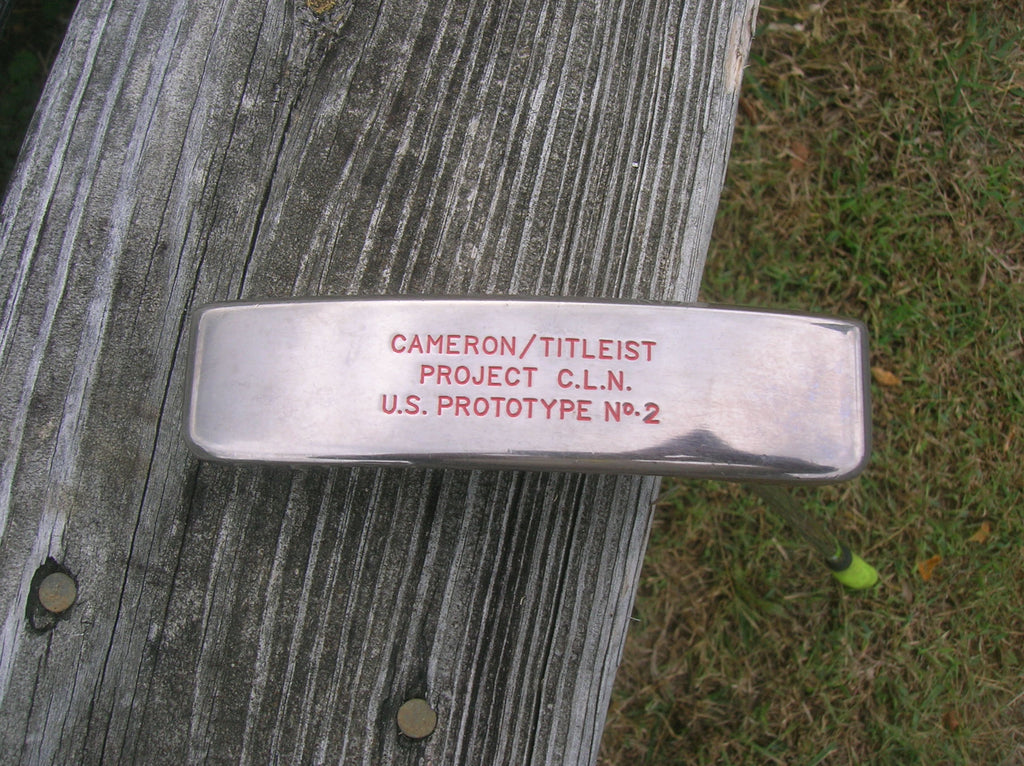 CAMERON/TITLEIST
PROJECT C.L.N.
U.S. PROTOTYPE No. 2